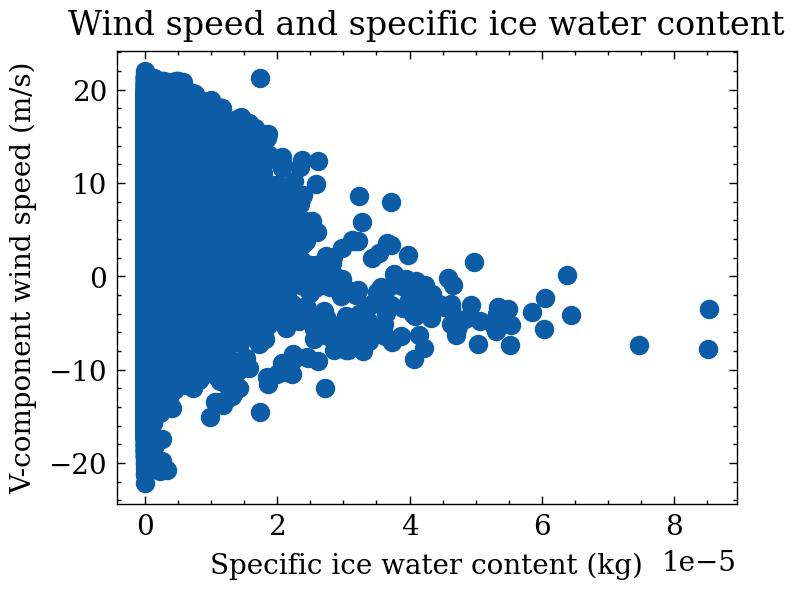 Wind speed and specific ice water content
V-component wind speed (m/s)
20
10
0
−10
−20
0 2 4 6 8
Specific ice water content (kg) 1e−5